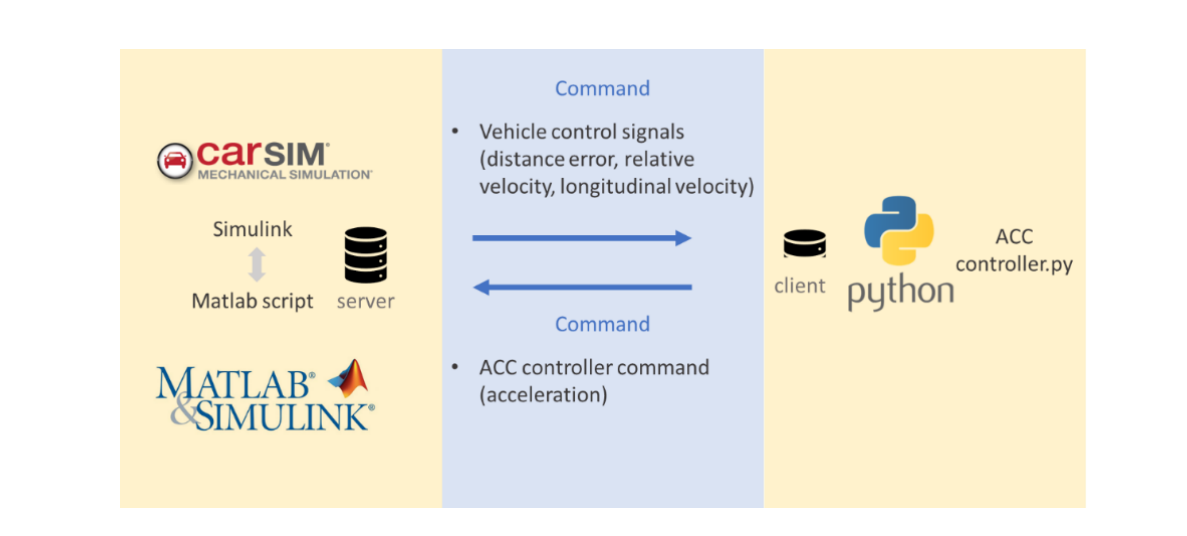 carSIM®
MECHANICAL SIMULATION®
Simulink
Matlab script
server
MATLAB®
&SIMULINK®
Command
• Vehicle control signals
(distance error, relative
velocity, longitudinal velocity)
Command
• ACC controller command
(acceleration)
client
python
ACC
controller.py